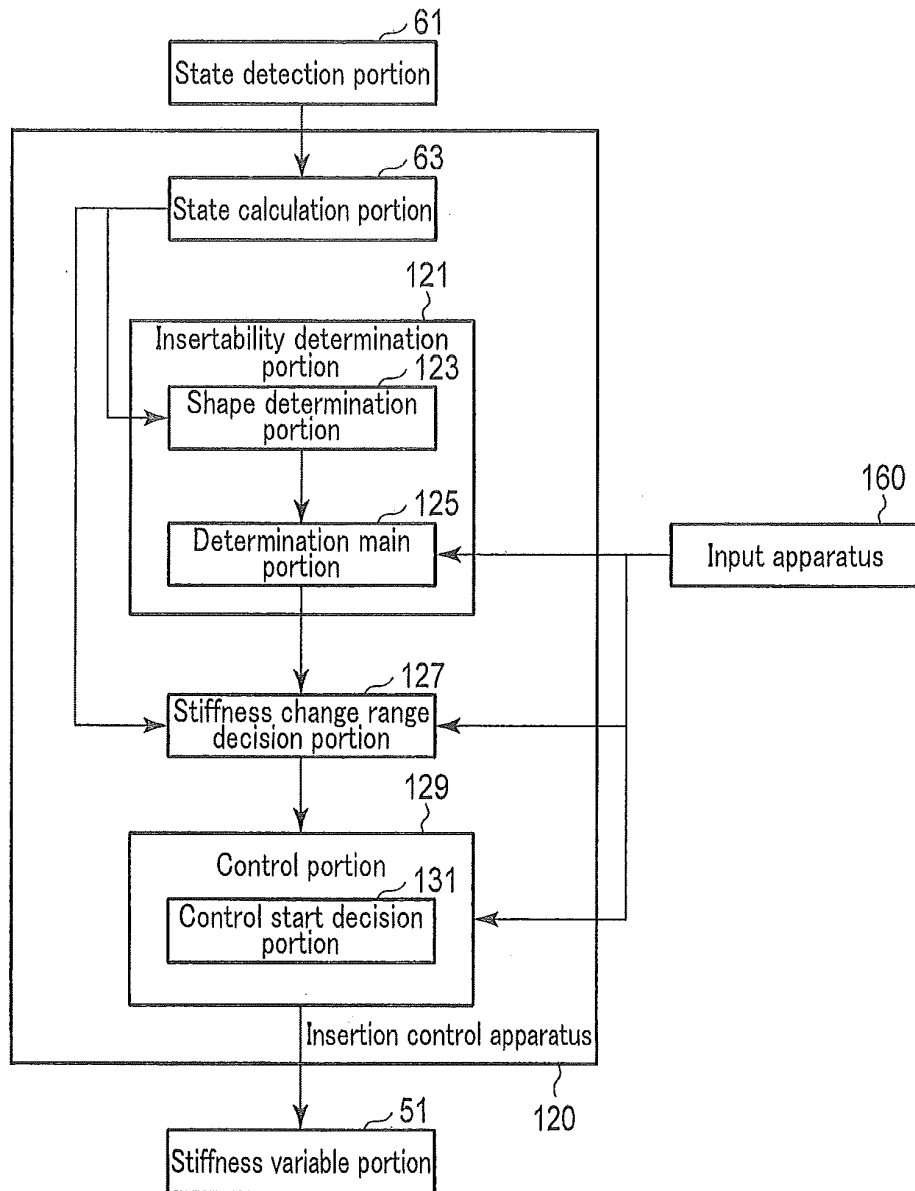 61
State detection portion
63
State calculation portion
121
Insertability determination
portion
123
Shape determination
portion
125
Determination main
portion
160
Input apparatus
127
Stiffness change range
decision portion
129
Control portion
131
Control start decision
portion
Insertion control apparatus
120
51
Stiffness variable portion